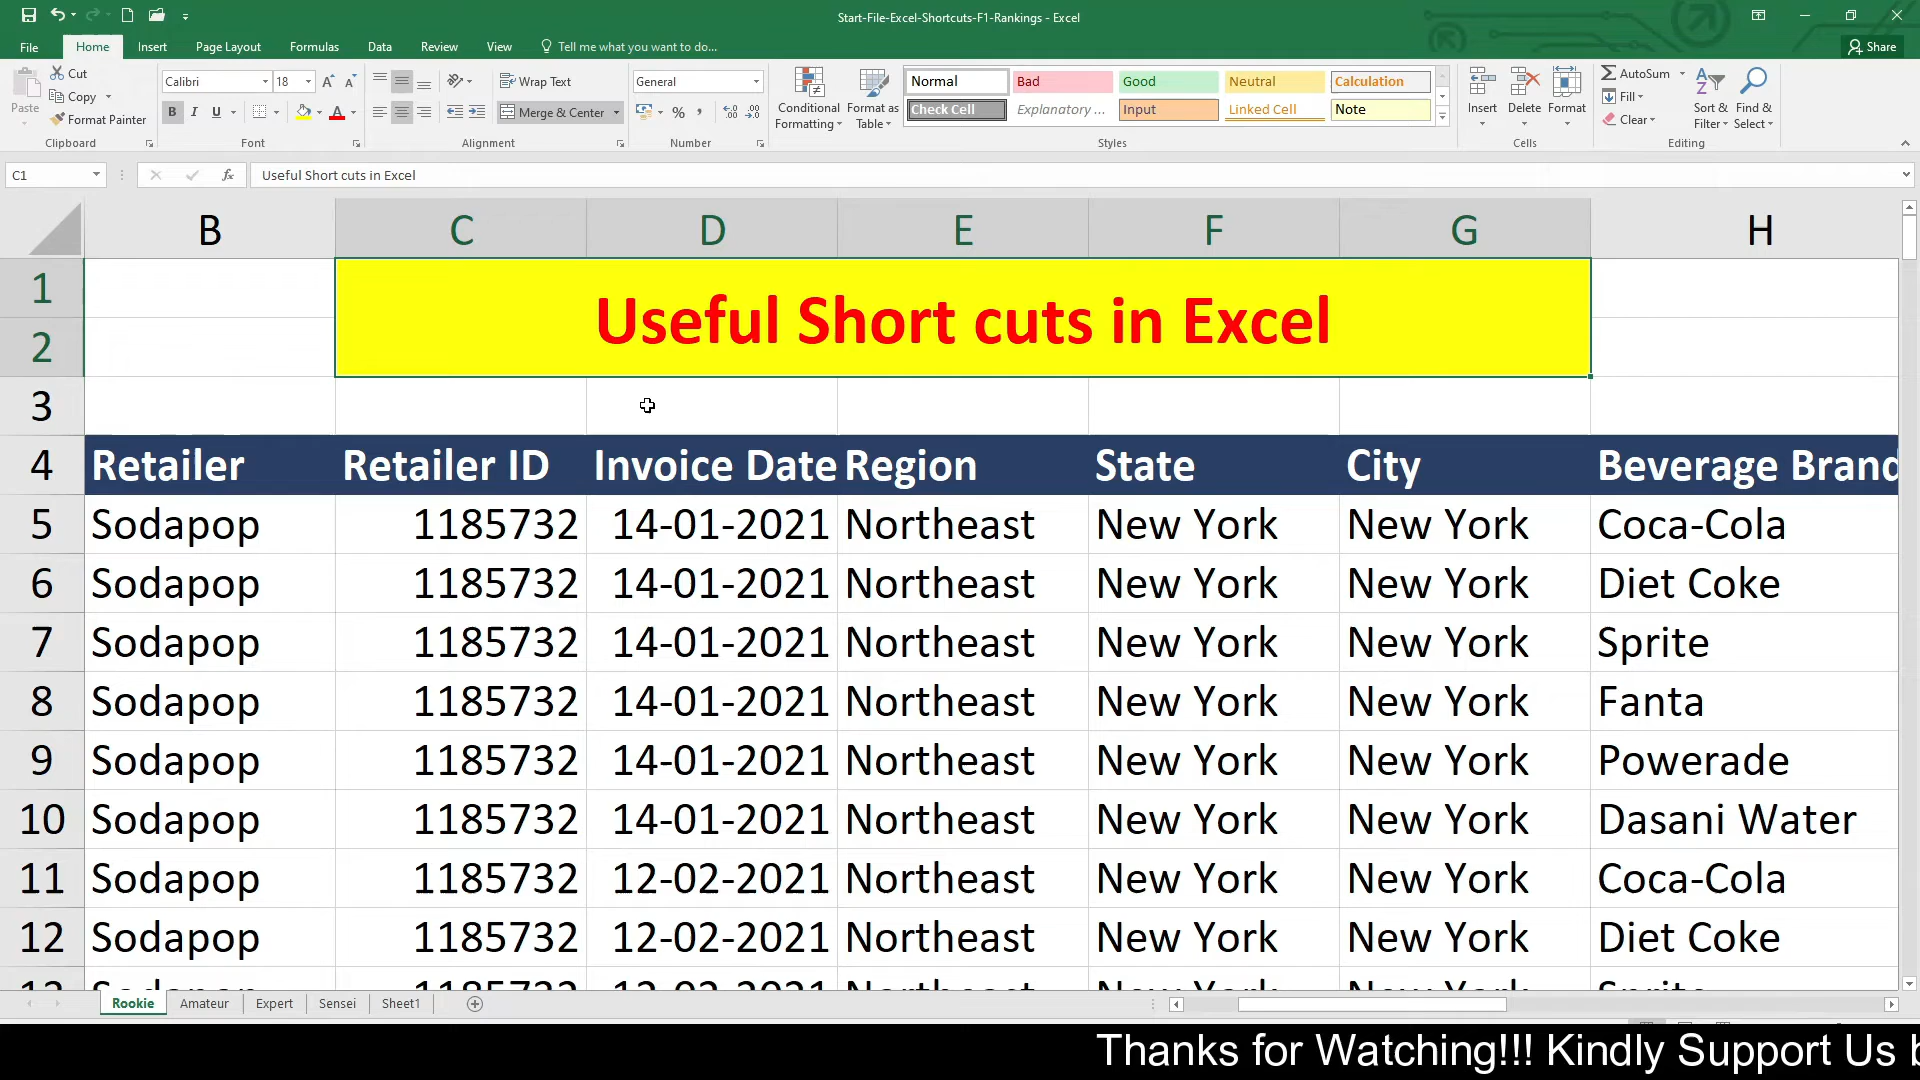 Start-File-Excel-Shortcuts-F1-Rankings - Excel
File Home Insert Page Layout Formulas Data Review View Tell me what you want to do... Share
Paste
Cut
Copy
Format Painter
Clipboard
Calibri 18
B I U
Font
Wrap Text
Merge & Center
Alignment
General
%
Number
Conditional Formatting
Format as Table
Normal Bad Good Neutral Calculation
Check Cell Explanatory ... Input Linked Cell Note
Styles
Insert Delete Format
Cells
AutoSum
Fill
Clear
Sort & Filter
Find & Select
Editing
C1 fx Useful Short cuts in Excel
B C D E F G H
1 Useful Short cuts in Excel
2
3
4 Retailer Retailer ID Invoice Date Region State City Beverage Brand
5 Sodapop 1185732 14-01-2021 Northeast New York New York Coca-Cola
6 Sodapop 1185732 14-01-2021 Northeast New York New York Diet Coke
7 Sodapop 1185732 14-01-2021 Northeast New York New York Sprite
8 Sodapop 1185732 14-01-2021 Northeast New York New York Fanta
9 Sodapop 1185732 14-01-2021 Northeast New York New York Powerade
10 Sodapop 1185732 14-01-2021 Northeast New York New York Dasani Water
11 Sodapop 1185732 12-02-2021 Northeast New York New York Coca-Cola
12 Sodapop 1185732 12-02-2021 Northeast New York New York Diet Coke
Rookie Amateur Expert Sensei Sheet1
Thanks for Watching!!! Kindly Support Us